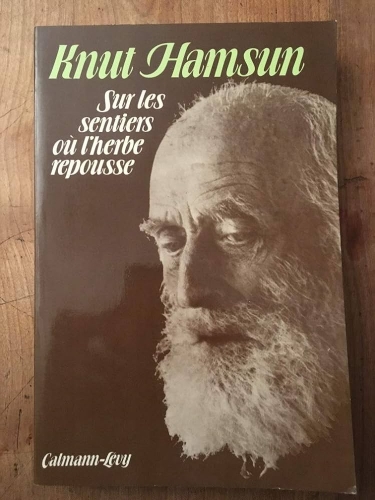 Knut Hamsun
Sur les
sentiers
où l'herbe
repousse
Calmann-Lévy